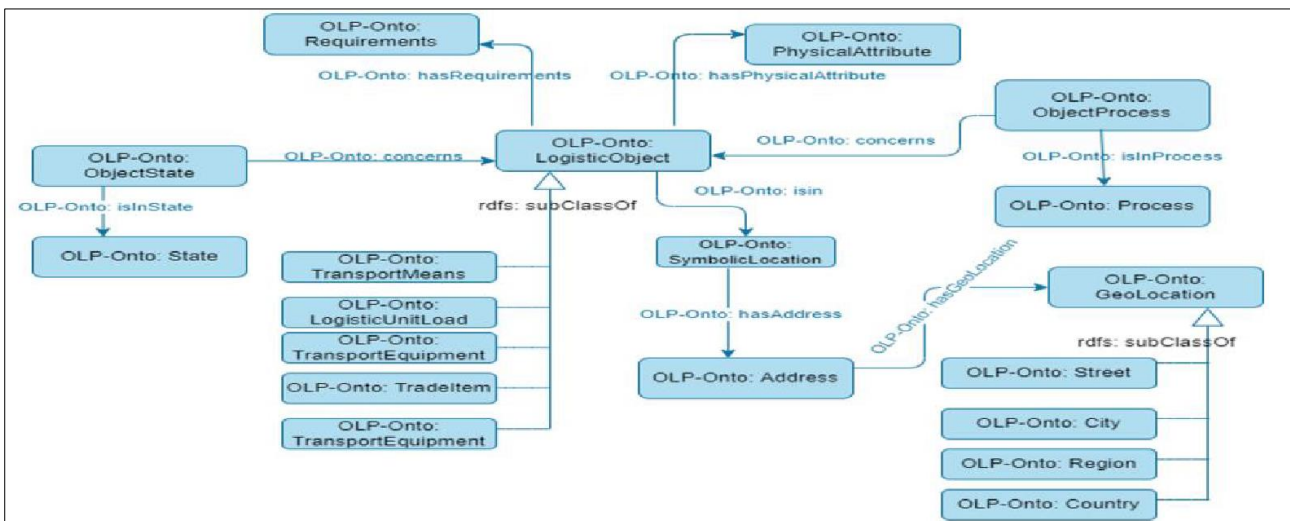 OLP-Onto:
Requirements
OLP-Onto:
PhysicalAttribute
OLP-Onto: hasRequirements
OLP-Onto: hasPhysicalAttribute
OLP-Onto:
ObjectProcess
OLP-Onto:
LogisticObject
OLP-Onto: concerns
OLP-Onto: concerns
OLP-Onto:
ObjectState
OLP-Onto: isInProcess
OLP-Onto: isin
OLP-Onto: isInState
rdfs: subClassOf
OLP-Onto: Process
OLP-Onto: State
OLP-Onto:
SymbolicLocation
OLP-Onto:
TransportMeans
OLP-Onto: hasGeoLocation
OLP-Onto:
GeoLocation
OLP-Onto:
LogisticUnitLoad
OLP-Onto: hasAddress
OLP-Onto:
TransportEquipment
rdfs: subClassOf
OLP-Onto: Address
OLP-Onto: Street
OLP-Onto: TradeItem
OLP-Onto: City
OLP-Onto:
TransportEquipment
OLP-Onto: Region
OLP-Onto: Country